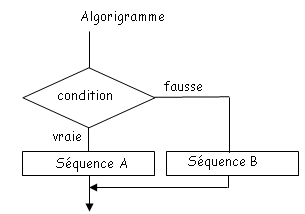 Algorigramme
condition
fausse
vraie
Séquence A
Séquence B